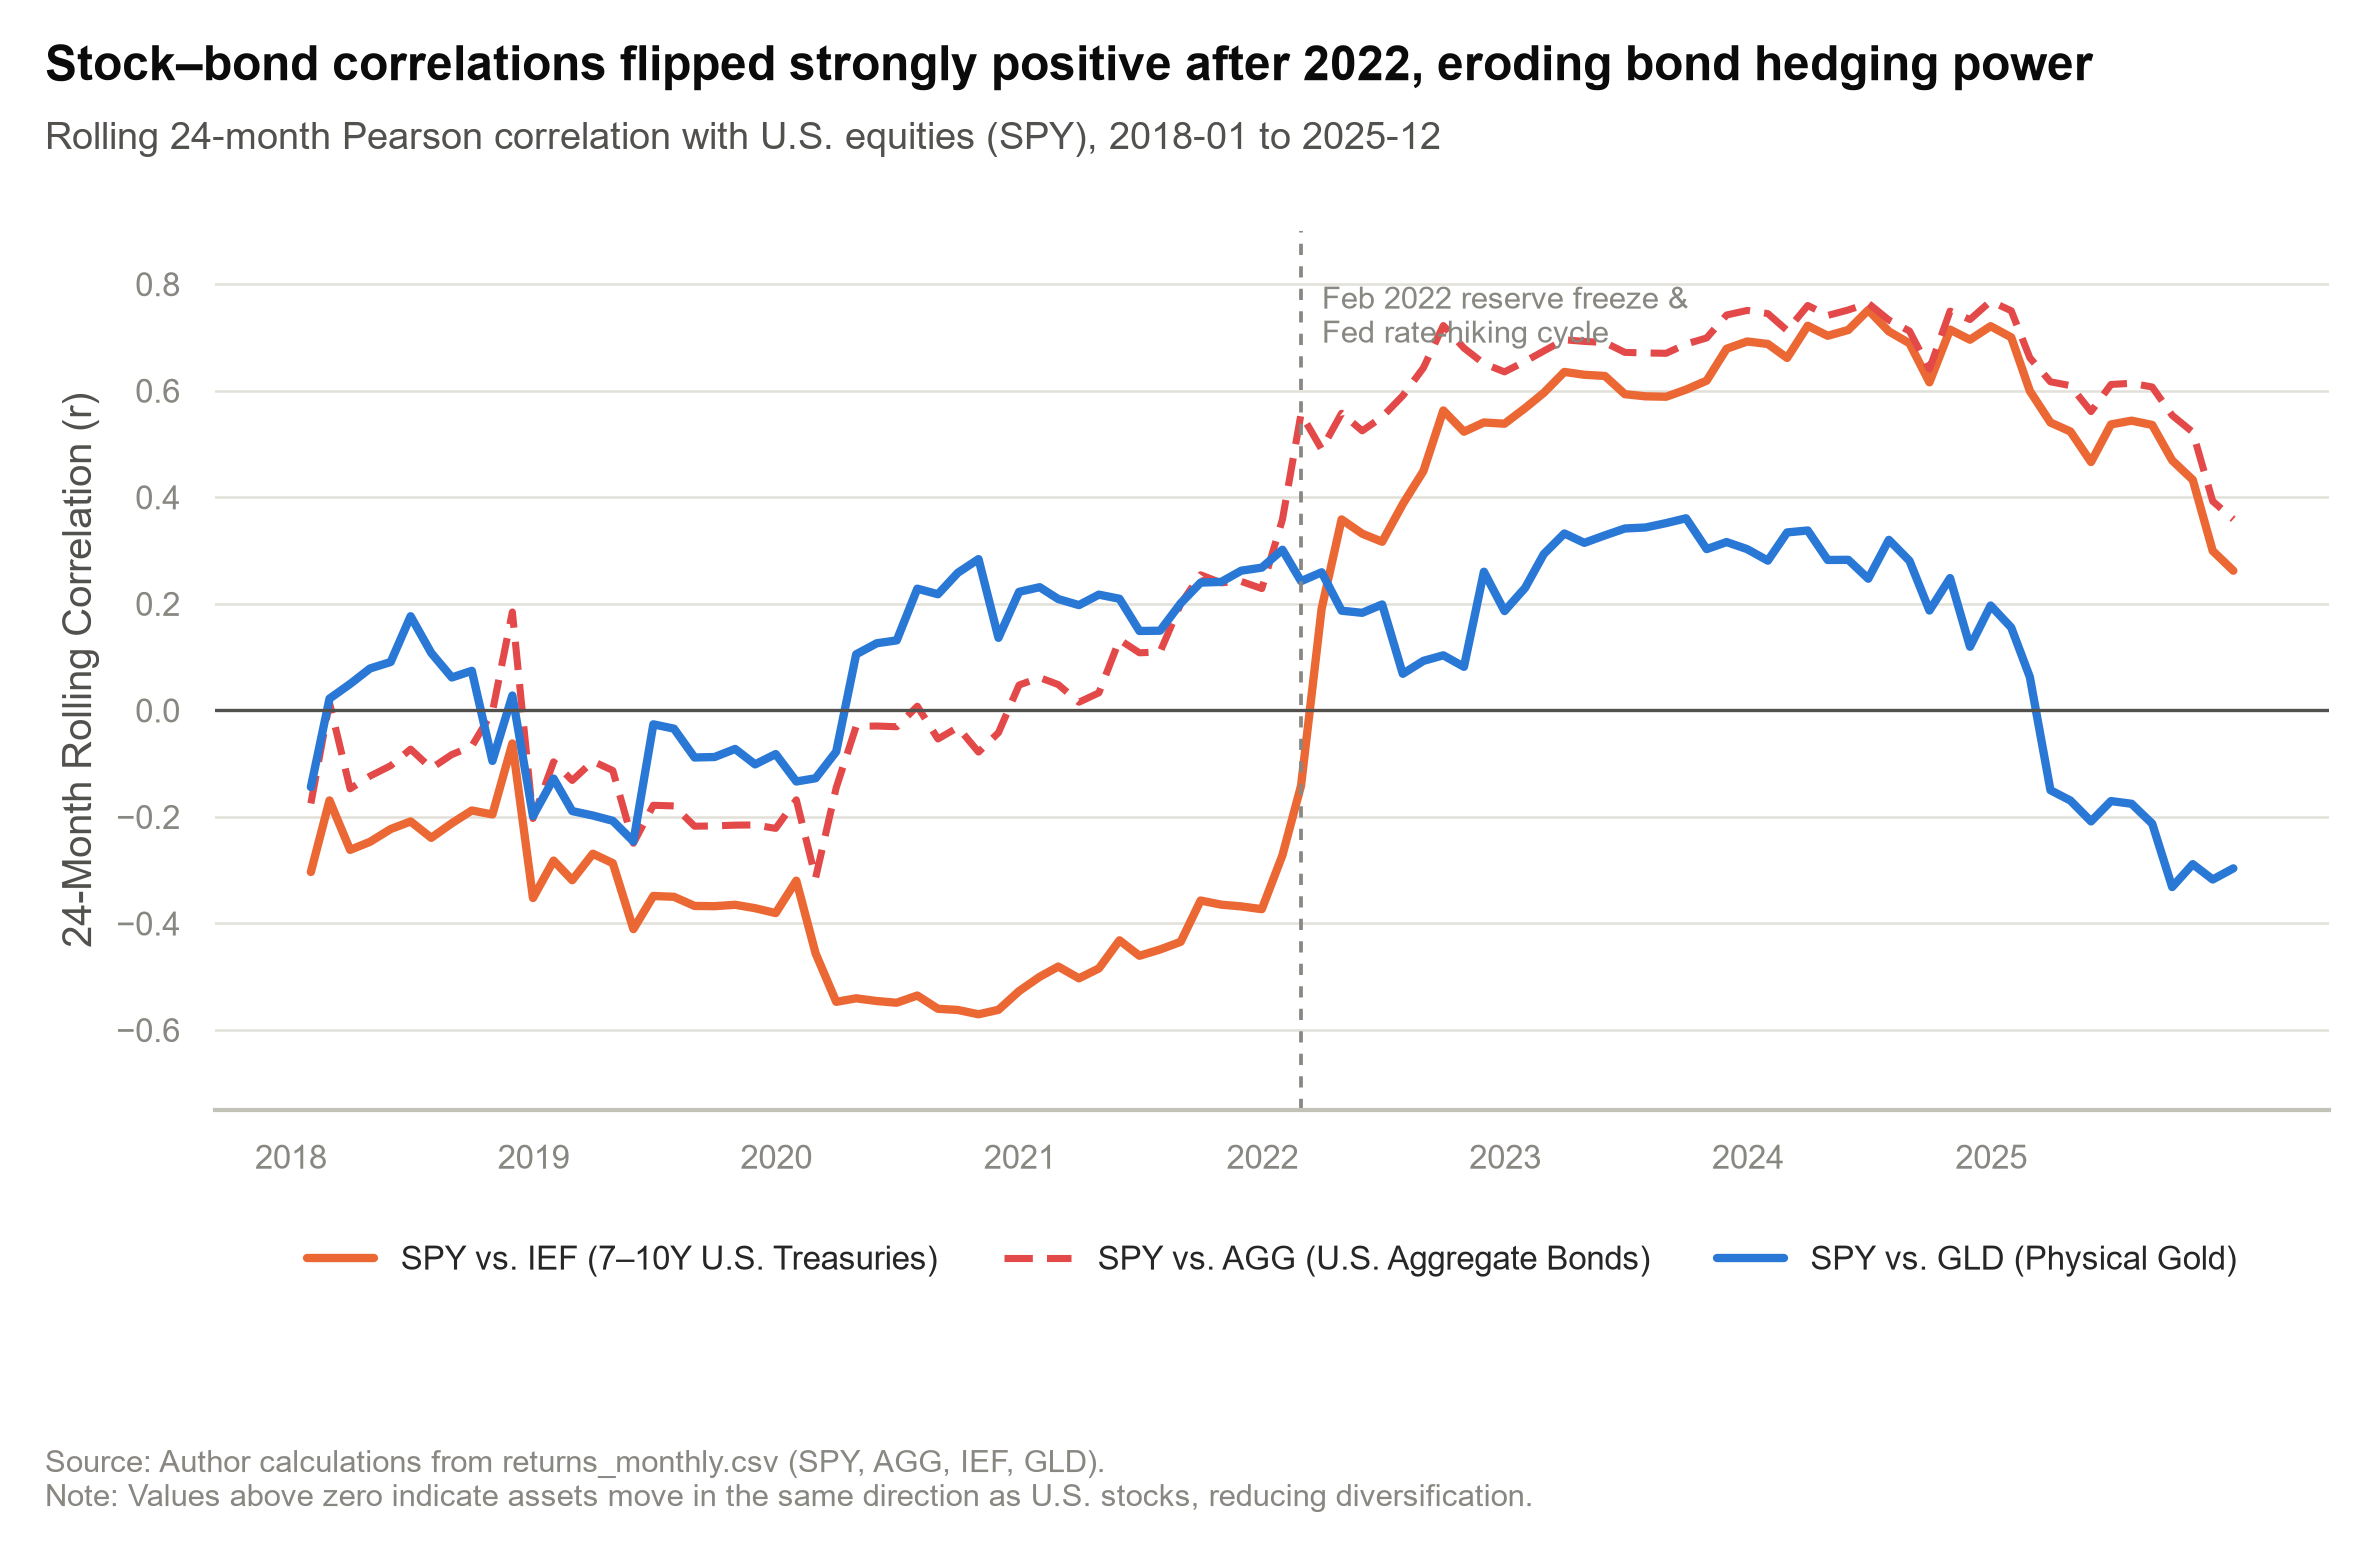 Stock–bond correlations flipped strongly positive after 2022, eroding bond hedging power
Rolling 24-month Pearson correlation with U.S. equities (SPY), 2018-01 to 2025-12
24-Month Rolling Correlation (r)
0.8
0.6
0.4
0.2
0.0
−0.2
−0.4
−0.6
Feb 2022 reserve freeze &
Fed rate-hiking cycle
2018 2019 2020 2021 2022 2023 2024 2025
SPY vs. IEF (7–10Y U.S. Treasuries) SPY vs. AGG (U.S. Aggregate Bonds) SPY vs. GLD (Physical Gold)
Source: Author calculations from returns_monthly.csv (SPY, AGG, IEF, GLD).
Note: Values above zero indicate assets move in the same direction as U.S. stocks, reducing diversification.